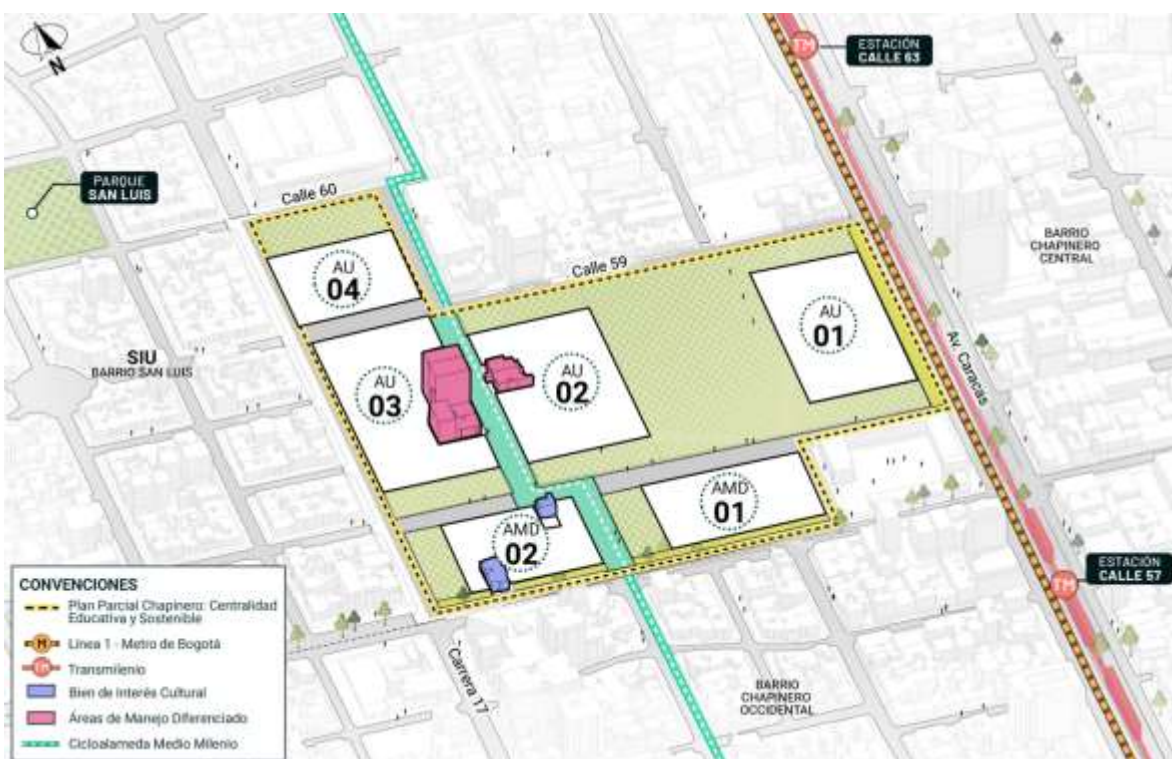 N
TM
ESTACIÓN
CALLE 63
PARQUE
SAN LUIS
Calle 60
BARRIO
CHAPINERO
CENTRAL
Calle 59
AU
04
AU
01
SIU
BARRIO SAN LUIS
AU
03
AU
02
Av. Caracas
AMD
01
AMD
02
ESTACIÓN
CALLE 57
TM
CONVENCIONES
Plan Parcial Chapinero: Centralidad
Educativa y Sostenible
M Línea 1 - Metro de Bogotá
TM Transmilenio
Bien de Interés Cultural
Áreas de Manejo Diferenciado
Cicloalameda Medio Milenio
Carrera 17
BARRIO
CHAPINERO
OCCIDENTAL